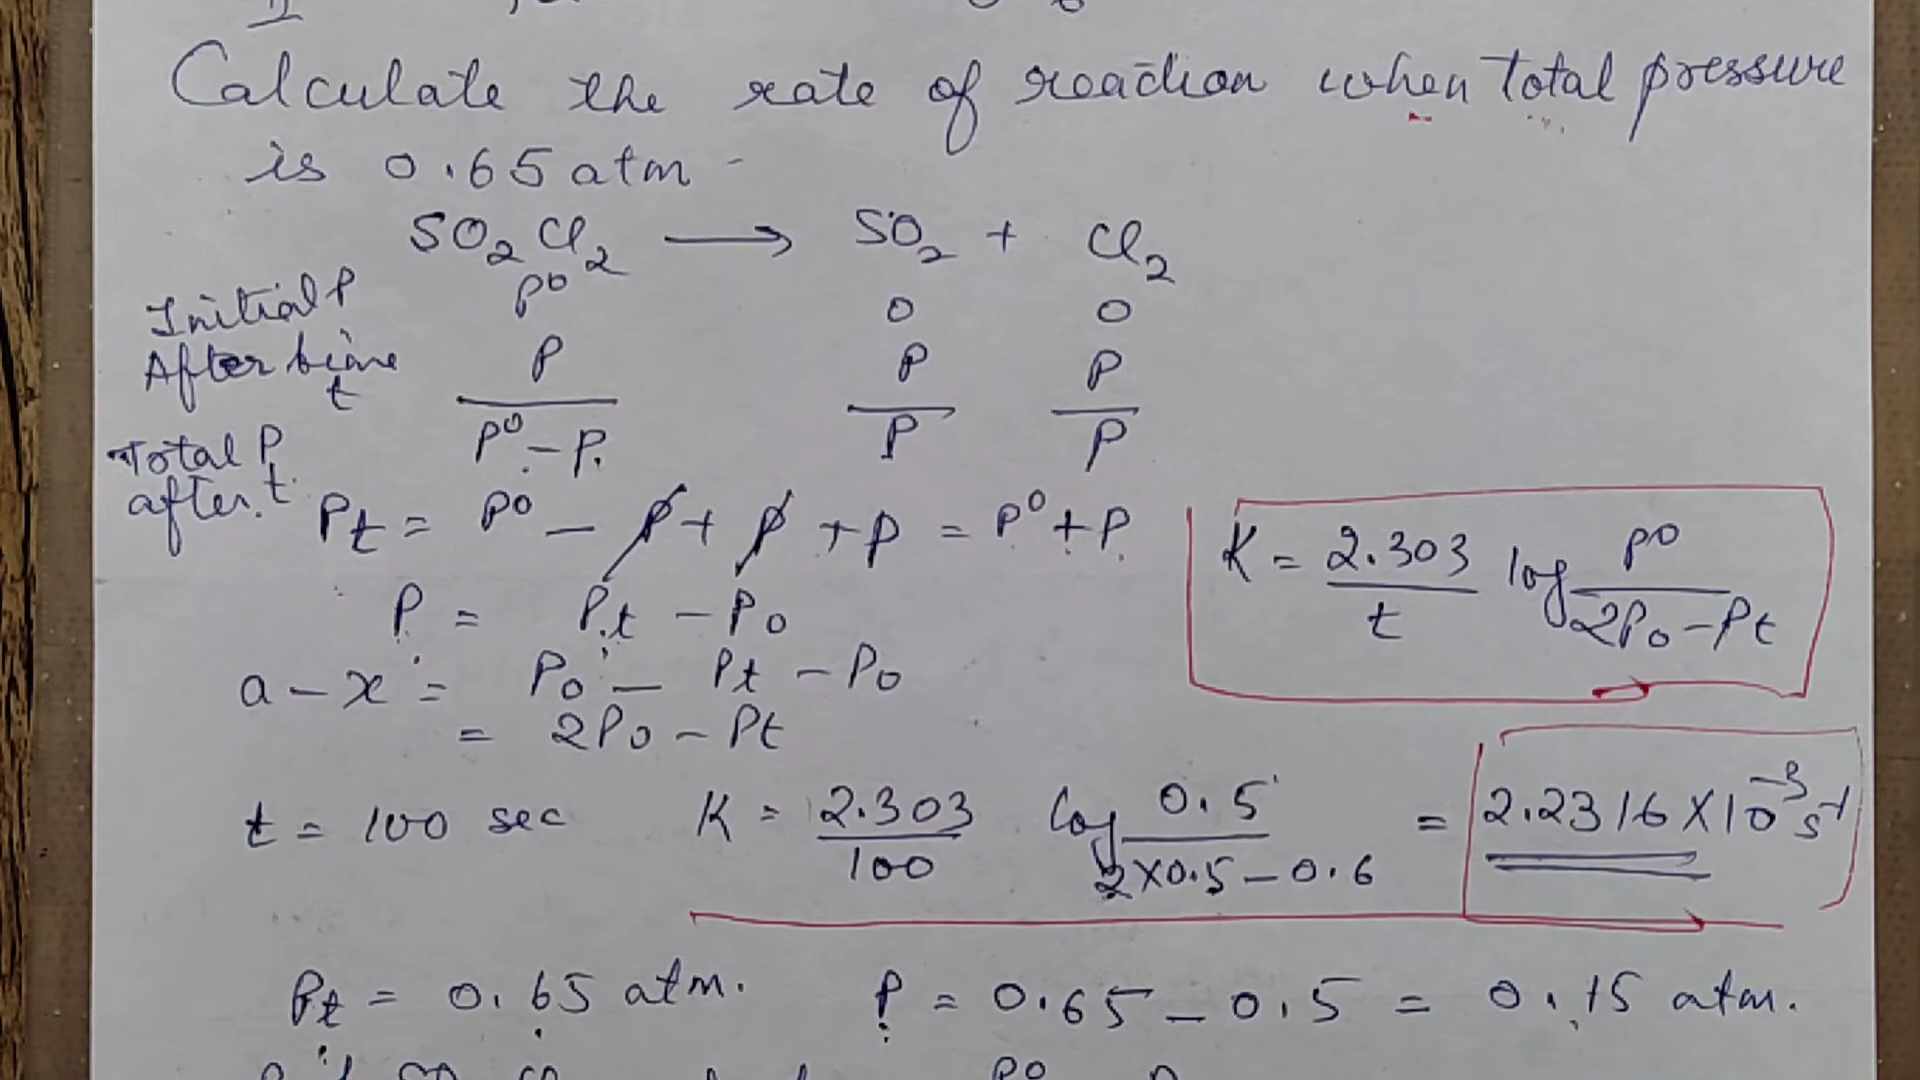 Calculate the rate of reaction when Total pressure
is 0.65 atm
SO2Cl2 → SO2 + Cl2
Initial P P⁰ 0 0
After time t P P P
Total P after t P⁰ - P P P
Pt = P⁰ - P + P + P = P⁰ + P
K = 2.303/t log P⁰/2P₀ - Pt
P = Pt - P₀
a - x = P₀ - Pt - P₀
= 2P₀ - Pt
t = 100 sec K = 2.303/100 log 0.5/2×0.5 - 0.6 = 2.2316 × 10⁻³ s⁻¹
Pt = 0.65 atm. P = 0.65 - 0.5 = 0.15 atm.